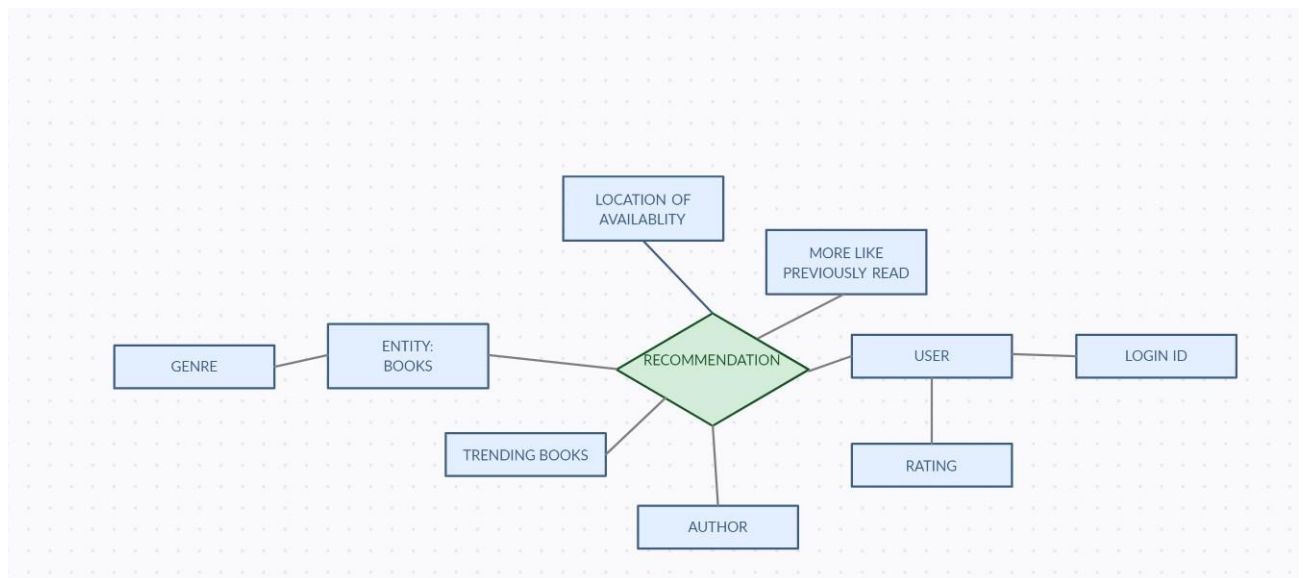 LOCATION OF
AVAILABLITY
MORE LIKE
PREVIOUSLY READ
ENTITY:
BOOKS
GENRE
RECOMMENDATION
USER
LOGIN ID
TRENDING BOOKS
RATING
AUTHOR